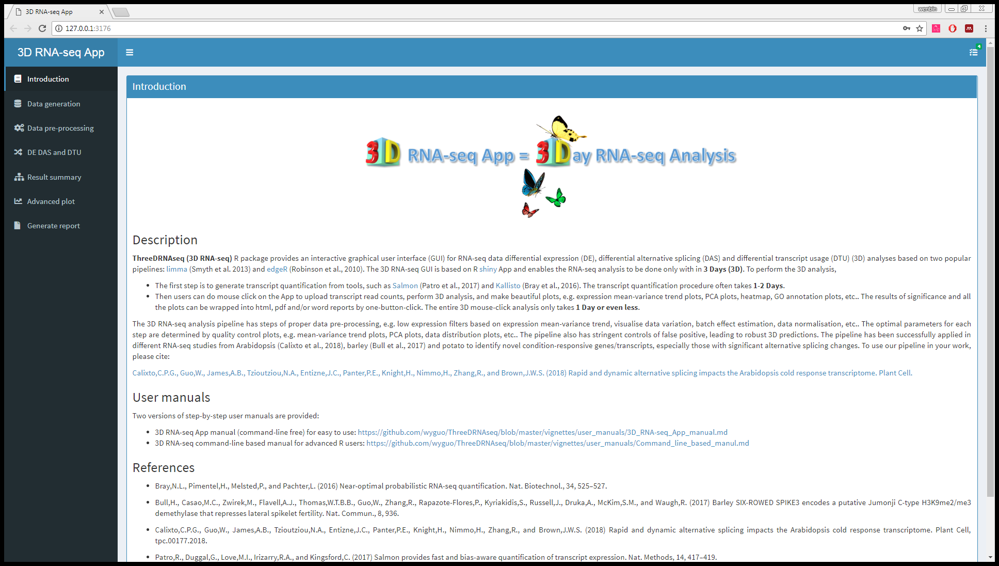 3D RNA-seq App
wenbin
127.0.0.1:3176
3D RNA-seq App
4
Introduction
Data generation
Data pre-processing
DE DAS and DTU
Result summary
Advanced plot
Generate report
Introduction
3D RNA-seq App = 3Day RNA-seq Analysis
Description
ThreeDRNAseq (3D RNA-seq) R package provides an interactive graphical user interface (GUI) for RNA-seq data differential expression (DE), differential alternative splicing (DAS) and differential transcript usage (DTU) (3D) analyses based on two popular
pipelines: limma (Smyth et al. 2013) and edgeR (Robinson et al., 2010). The 3D RNA-seq GUI is based on R shiny App and enables the RNA-seq analysis to be done only with in 3 Days (3D). To perform the 3D analysis,
• The first step is to generate transcript quantification from tools, such as Salmon (Patro et al., 2017) and Kallisto (Bray et al., 2016). The transcript quantification procedure often takes 1-2 Days.
• Then users can do mouse click on the App to upload transcript read counts, perform 3D analysis, and make beautiful plots, e.g. expression mean-variance trend plots, PCA plots, heatmap, GO annotation plots, etc.. The results of significance and all
the plots can be wrapped into html, pdf and/or word reports by one-button-click. The entire 3D mouse-click analysis only takes 1 Day or even less.
The 3D RNA-seq analysis pipeline has steps of proper data pre-processing, e.g. low expression filters based on expression mean-variance trend, visualise data variation, batch effect estimation, data normalisation, etc.. The optimal parameters for each
step are determined by quality control plots, e.g. mean-variance trend plots, PCA plots, data distribution plots, etc.. The pipeline also has stringent controls of false positive, leading to robust 3D predictions. The pipeline has been successfully applied in
different RNA-seq studies from Arabidopsis (Calixto et al., 2018), barley (Bull et al., 2017) and potato to identify novel condition-responsive genes/transcripts, especially those with significant alternative splicing changes. To use our pipeline in your work,
please cite:
Calixto,C.P.G., Guo,W., James,A.B., Tzioutziou,N.A., Entizne,J.C., Panter,P.E., Knight,H., Nimmo,H., Zhang,R., and Brown,J.W.S. (2018) Rapid and dynamic alternative splicing impacts the Arabidopsis cold response transcriptome. Plant Cell.
User manuals
Two versions of step-by-step user manuals are provided:
• 3D RNA-seq App manual (command-line free) for easy to use: https://github.com/wyguo/ThreeDRNAseq/blob/master/vignettes/user_manuals/3D_RNA-seq_App_manual.md
• 3D RNA-seq command-line based manual for advanced R users: https://github.com/wyguo/ThreeDRNAseq/blob/master/vignettes/user_manuals/Command_line_based_manul.md
References
• Bray,N.L., Pimentel,H., Melsted,P., and Pachter,L. (2016) Near-optimal probabilistic RNA-seq quantification. Nat. Biotechnol., 34, 525–527.
• Bull,H., Casao,M.C., Zwirek,M., Flavell,A.J., Thomas,W.T.B.B., Guo,W., Zhang,R., Rapazote-Flores,P., Kyriakidis,S., Russell,J., Druka,A., McKim,S.M., and Waugh,R. (2017) Barley SIX-ROWED SPIKE3 encodes a putative Jumonji C-type H3K9me2/me3
demethylase that represses lateral spikelet fertility. Nat. Commun., 8, 936.
• Calixto,C.P.G., Guo,W., James,A.B., Tzioutziou,N.A., Entizne,J.C., Panter,P.E., Knight,H., Nimmo,H., Zhang,R., and Brown,J.W.S. (2018) Rapid and dynamic alternative splicing impacts the Arabidopsis cold response transcriptome. Plant Cell,
tpc.00177.2018.
• Patro,R., Duggal,G., Love,M.I., Irizarry,R.A., and Kingsford,C. (2017) Salmon provides fast and bias-aware quantification of transcript expression. Nat. Methods, 14, 417–419.